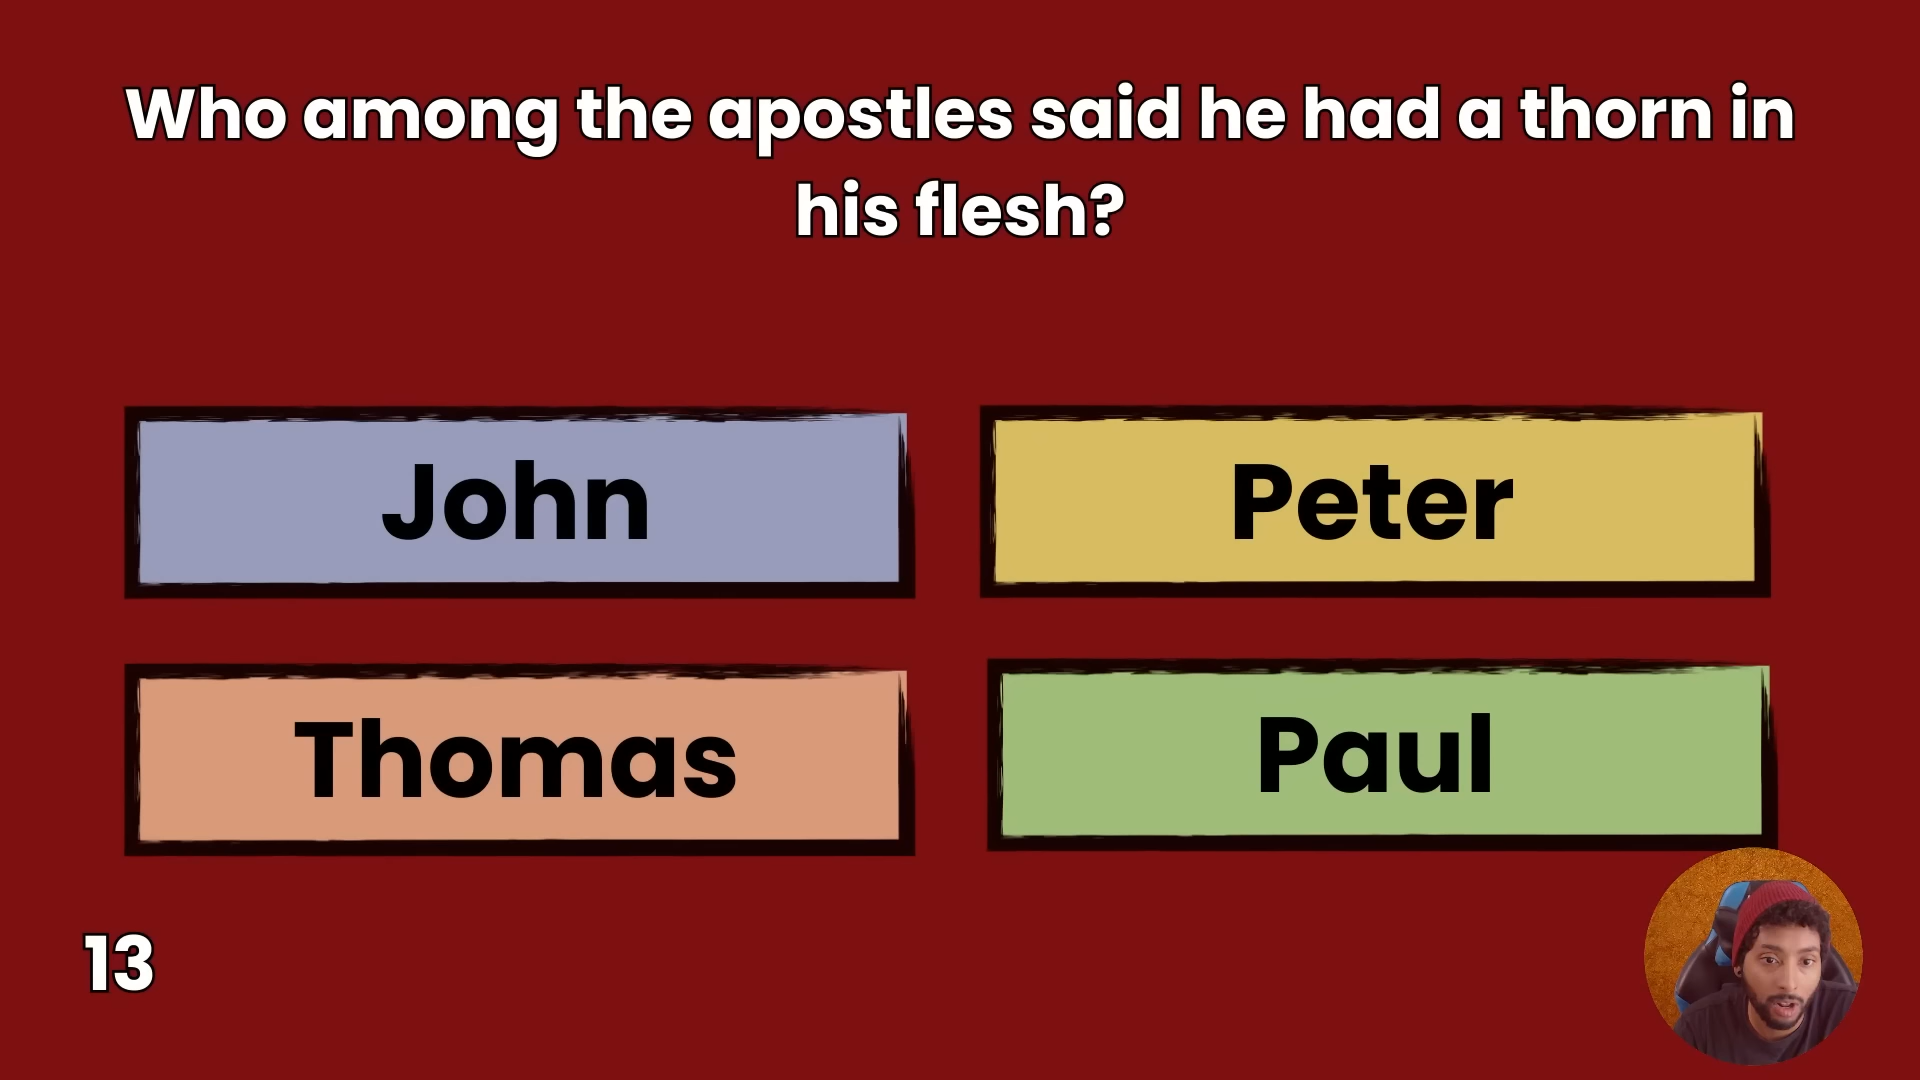 Who among the apostles said he had a thorn in
his flesh?
John
Peter
Thomas
Paul
13